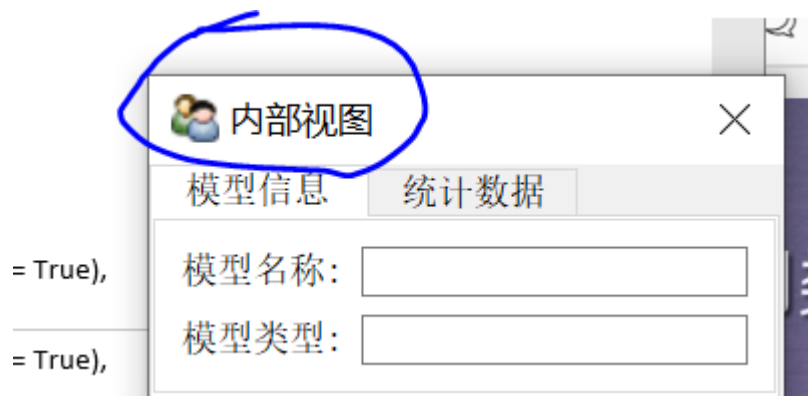 内部视图
模型信息 统计数据
模型名称:
= True),
模型类型:
= True),